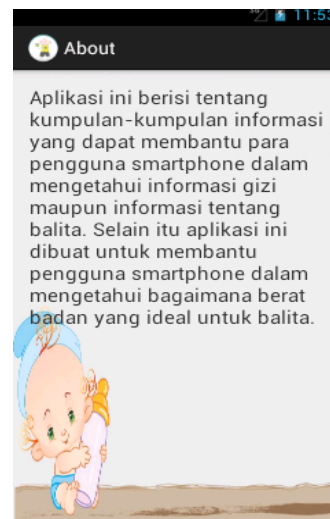 3G 11:53
About
Aplikasi ini berisi tentang
kumpulan-kumpulan informasi
yang dapat membantu para
pengguna smartphone dalam
mengetahui informasi gizi
maupun informasi tentang
balita. Selain itu aplikasi ini
dibuat untuk membantu
pengguna smartphone dalam
mengetahui bagaimana berat
badan yang ideal untuk balita.